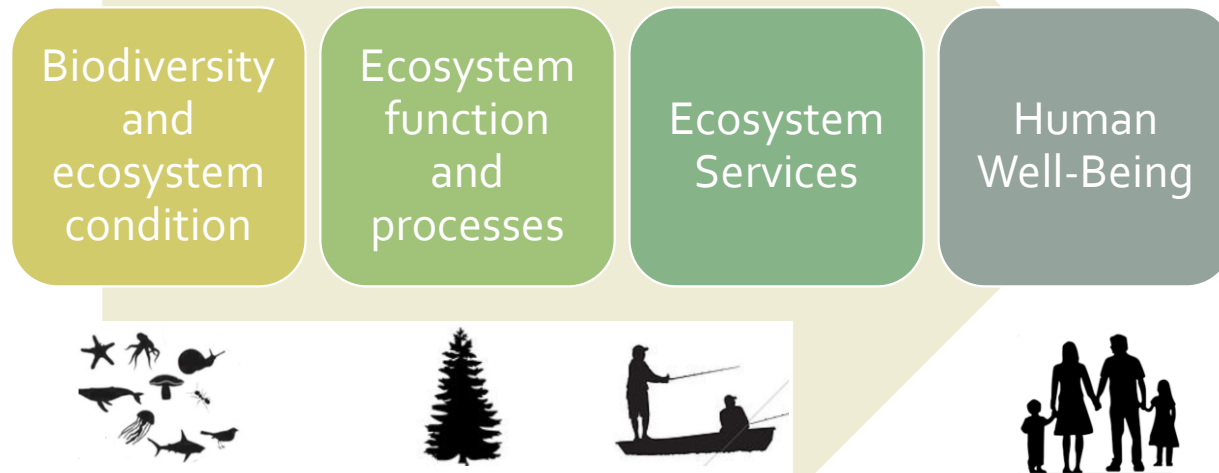 Biodiversity
and
ecosystem
condition
Ecosystem
function
and
processes
Ecosystem
Services
Human
Well-Being